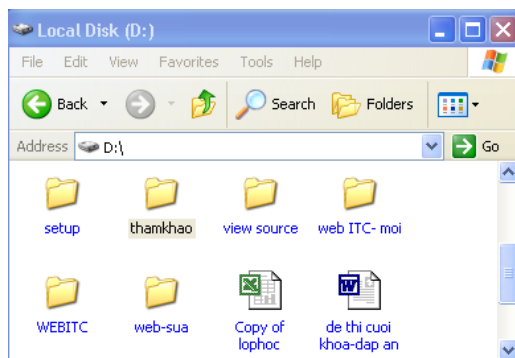 Local Disk (D:)
File Edit View Favorites Tools Help
Back Search Folders
Address D:\ Go
setup thamkhao view source web ITC- moi
WEBITC web-sua Copy of lophoc de thi cuoi khoa-dap an